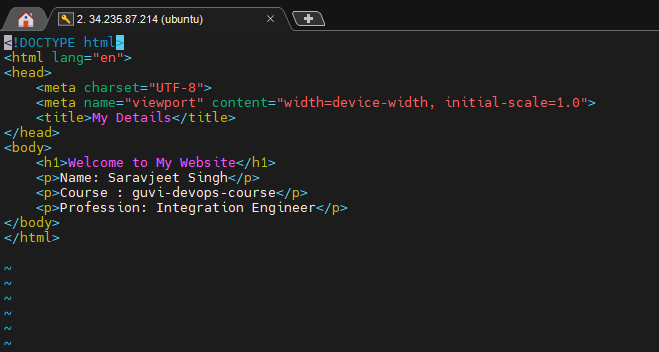 2. 34.235.87.214 (ubuntu)
<!DOCTYPE html>
<html lang="en">
<head>
    <meta charset="UTF-8">
    <meta name="viewport" content="width=device-width, initial-scale=1.0">
    <title>My Details</title>
</head>
<body>
    <h1>Welcome to My Website</h1>
    <p>Name: Saravjeet Singh</p>
    <p>Course : guvi-devops-course</p>
    <p>Profession: Integration Engineer</p>
</body>
</html>
~
~
~
~
~
~